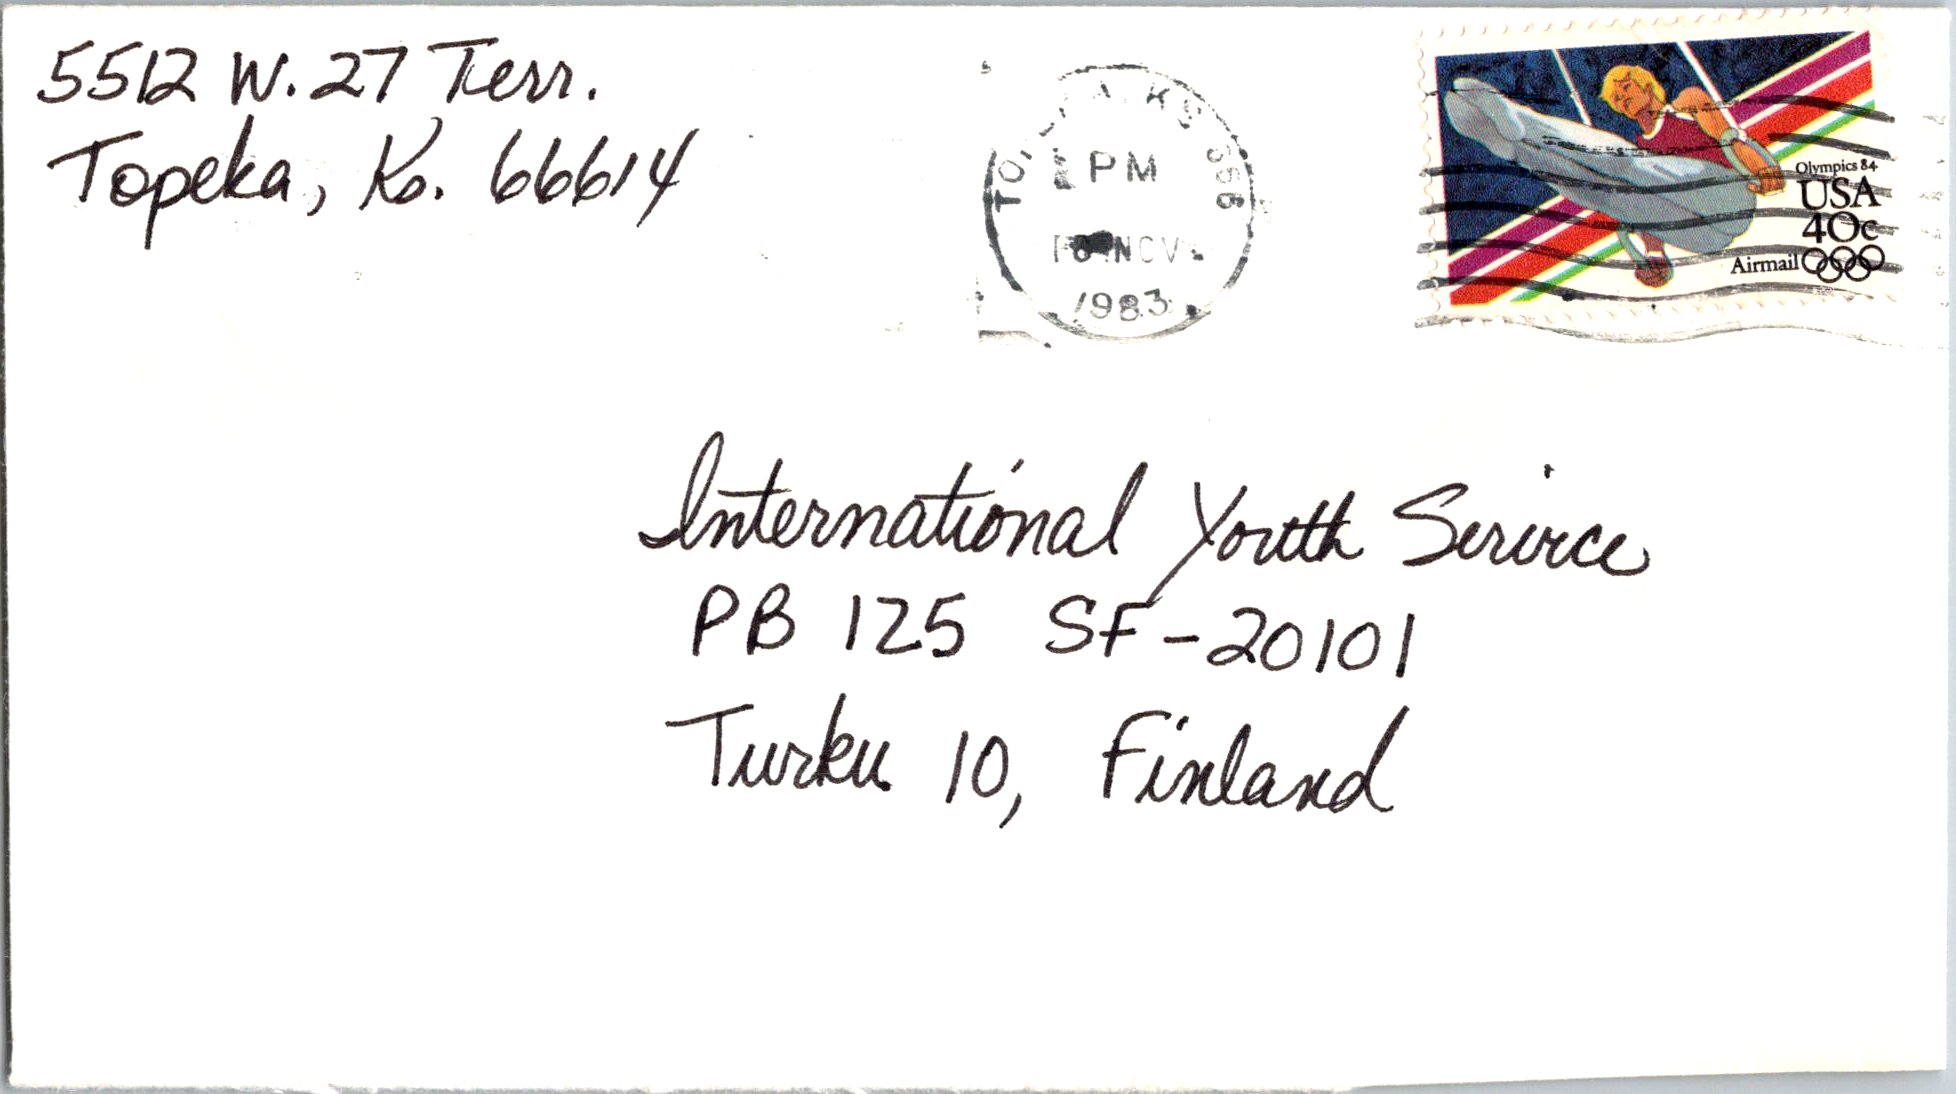 5512 W. 27 Terr.
Topeka, Ks. 66614
PM
NOV
1983
Olympics 84
USA
40c
Airmail
International Youth Service
PB 125 SF-20101
Turku 10, Finland